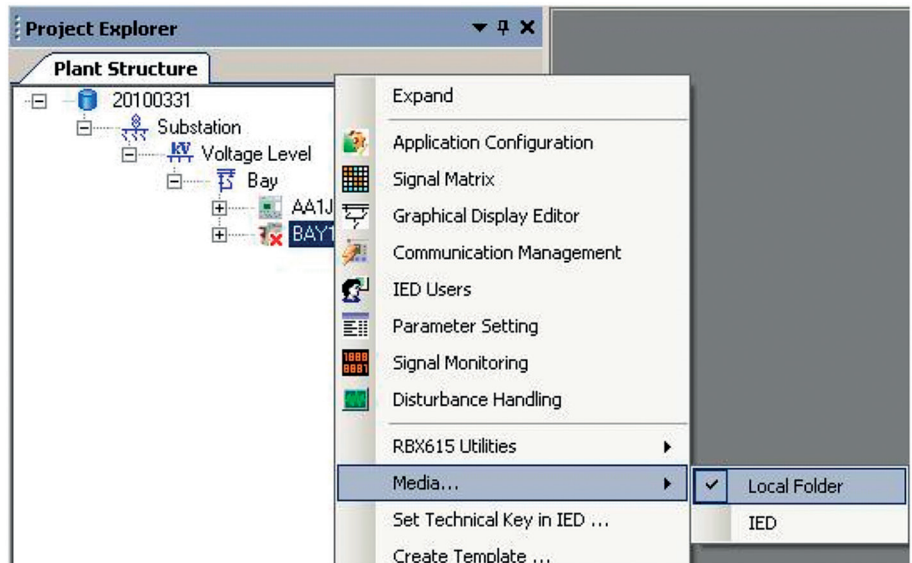 Project Explorer
Plant Structure
20100331
Substation
KV Voltage Level
Bay
AA1J
BAY1
Expand
Application Configuration
Signal Matrix
Graphical Display Editor
Communication Management
IED Users
Parameter Setting
Signal Monitoring
Disturbance Handling
RBX615 Utilities
Media...
Local Folder
Set Technical Key in IED ...
IED
Create Template ...